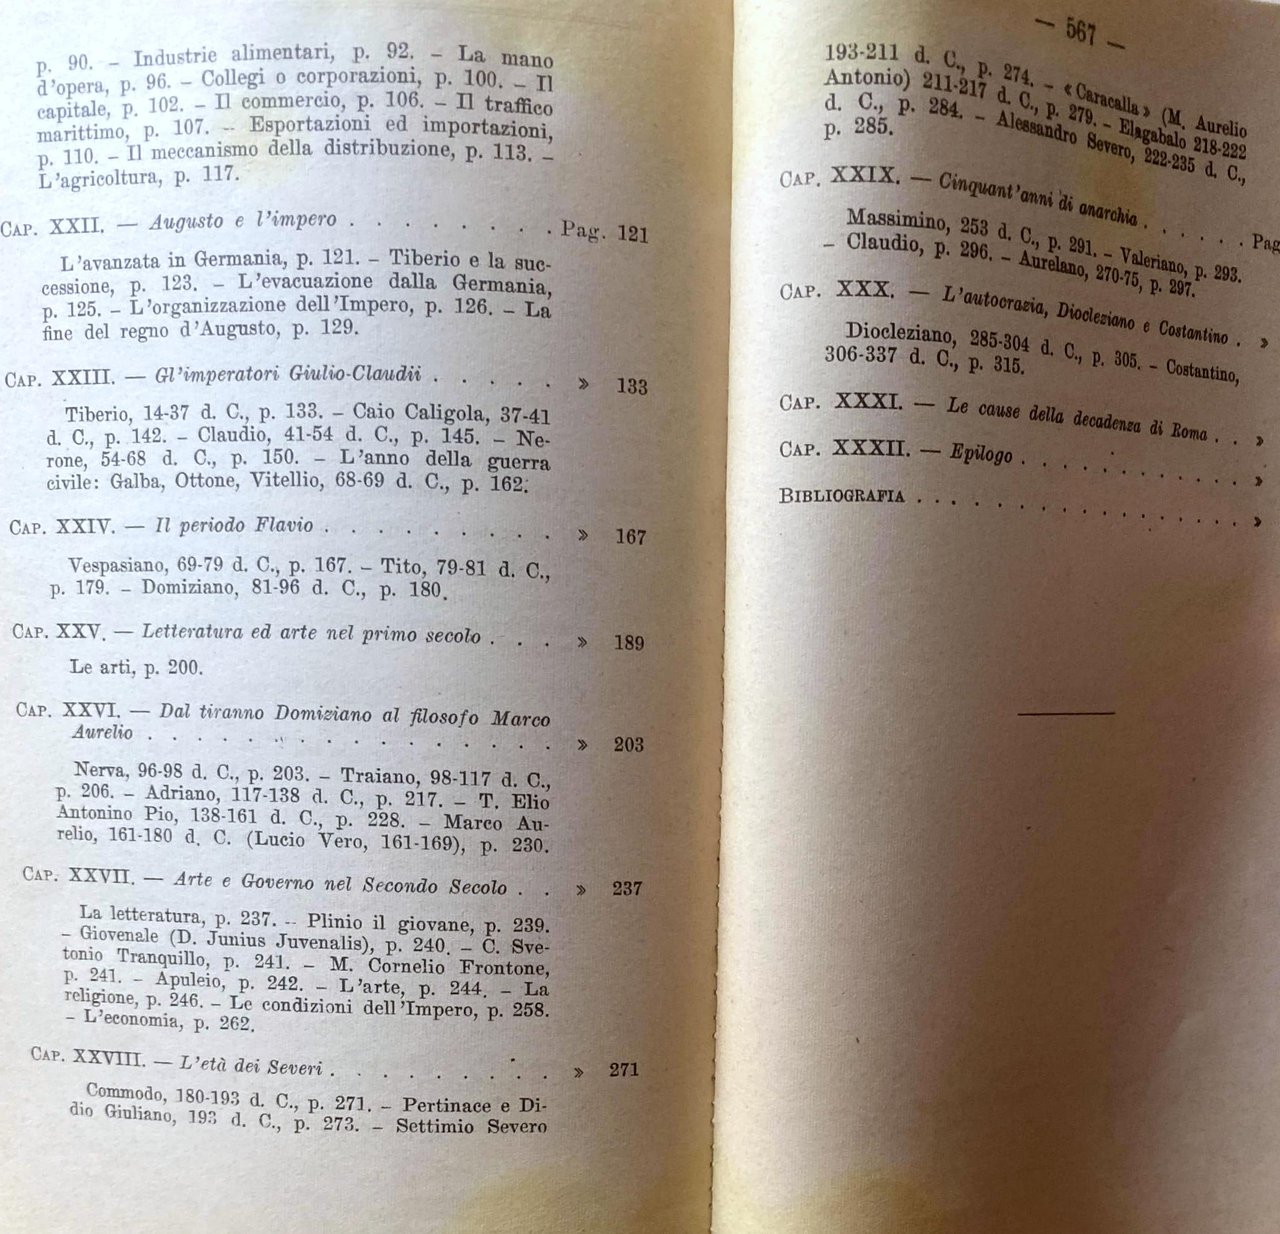 p. 90. – Industrie alimentari, p. 92. – La mano
d'opera, p. 96. – Collegi o corporazioni, p. 100. – Il
capitale, p. 102. – Il commercio, p. 106. – Il traffico
marittimo, p. 107. – Esportazioni ed importazioni,
p. 110. – Il meccanismo della distribuzione, p. 113. –
L'agricoltura, p. 117.
CAP. XXII. — Augusto e l'impero . . . . . . . . . Pag. 121
L'avanzata in Germania, p. 121. – Tiberio e la suc-
cessione, p. 123. – L'evacuazione dalla Germania,
p. 125. – L'organizzazione dell'Impero, p. 126. – La
fine del regno d'Augusto, p. 129.
CAP. XXIII. — Gl'imperatori Giulio-Claudii . . . . . » 133
Tiberio, 14-37 d. C., p. 133. – Caio Caligola, 37-41
d. C., p. 142. – Claudio, 41-54 d. C., p. 145. – Ne-
rone, 54-68 d. C., p. 150. – L'anno della guerra
civile: Galba, Ottone, Vitellio, 68-69 d. C., p. 162.
CAP. XXIV. — Il periodo Flavio . . . . . . . . . » 167
Vespasiano, 69-79 d. C., p. 167. – Tito, 79-81 d. C.,
p. 179. – Domiziano, 81-96 d. C., p. 180.
CAP. XXV. — Letteratura ed arte nel primo secolo . . . » 189
Le arti, p. 200.
CAP. XXVI. — Dal tiranno Domiziano al filosofo Marco
Aurelio . . . . . . . . . . . . . . . . » 203
Nerva, 96-98 d. C., p. 203. – Traiano, 98-117 d. C.,
p. 206. – Adriano, 117-138 d. C., p. 217. – T. Elio
Antonino Pio, 138-161 d. C., p. 228. – Marco Au-
relio, 161-180 d. C. (Lucio Vero, 161-169), p. 230.
CAP. XXVII. — Arte e Governo nel Secondo Secolo . . » 237
La letteratura, p. 237. – Plinio il giovane, p. 239.
– Giovenale (D. Junius Juvenalis), p. 240. – C. Sve-
tonio Tranquillo, p. 241. – M. Cornelio Frontone,
p. 241. – Apuleio, p. 242. – L'arte, p. 244. – La
religione, p. 246. – Le condizioni dell'Impero, p. 258.
– L'economia, p. 262.
CAP. XXVIII. — L'età dei Severi . . . . . . . . . » 271
Commodo, 180-193 d. C., p. 271. – Pertinace e Di-
dio Giuliano, 193 d. C., p. 273. – Settimio Severo
— 567 —
193-211 d. C., p. 274. – «Caracalla» (M. Aurelio
Antonio) 211-217 d. C., p. 279. – Elagabalo 218-222
d. C., p. 284. – Alessandro Severo, 222-235 d. C.,
p. 285.
CAP. XXIX. — Cinquant'anni di anarchia . . . . . . Pag
Massimino, 253 d. C., p. 291. – Valeriano, p. 293.
– Claudio, p. 296. – Aurelano, 270-75, p. 297.
CAP. XXX. — L'autocrazia, Diocleziano e Costantino . »
Diocleziano, 285-304 d. C., p. 305. – Costantino,
306-337 d. C., p. 315.
CAP. XXXI. — Le cause della decadenza di Roma . . »
CAP. XXXII. — Epilogo . . . . . . . . . . . . »
BIBLIOGRAFIA . . . . . . . . . . . . . . . . »